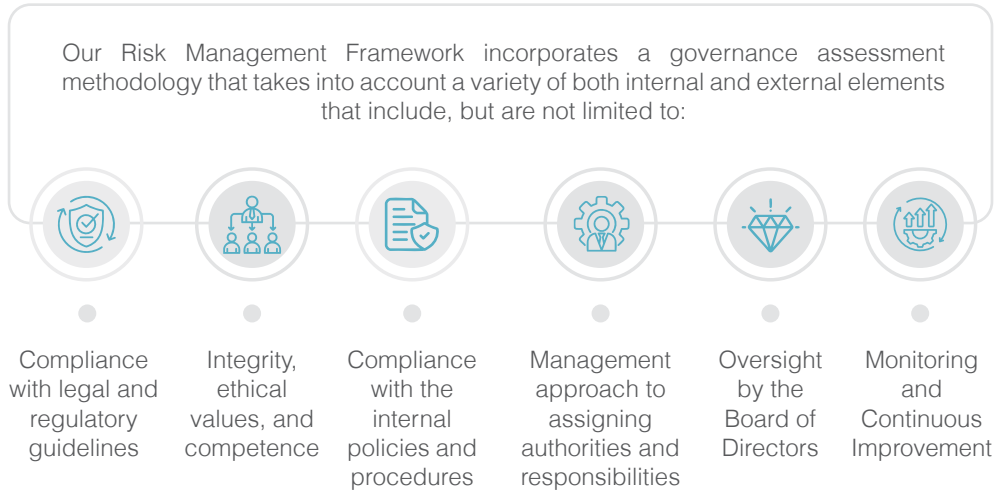 Our Risk Management Framework incorporates a governance assessment
methodology that takes into account a variety of both internal and external elements
that include, but are not limited to:
Compliance
with legal and
regulatory
guidelines
Integrity,
ethical
values, and
competence
Compliance
with the
internal
policies and
procedures
Management
approach to
assigning
authorities and
responsibilities
Oversight
by the
Board of
Directors
Monitoring
and
Continuous
Improvement